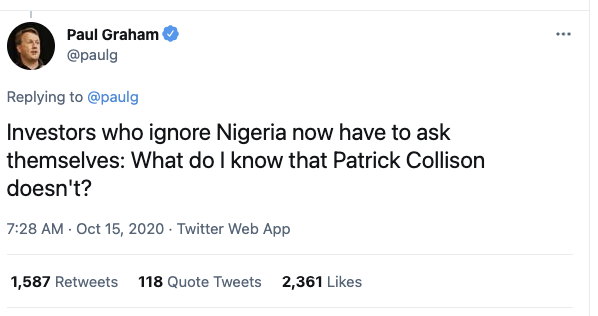 Paul Graham
@paulg
Replying to @paulg
Investors who ignore Nigeria now have to ask
themselves: What do I know that Patrick Collison
doesn't?
7:28 AM · Oct 15, 2020 · Twitter Web App
1,587 Retweets 118 Quote Tweets 2,361 Likes